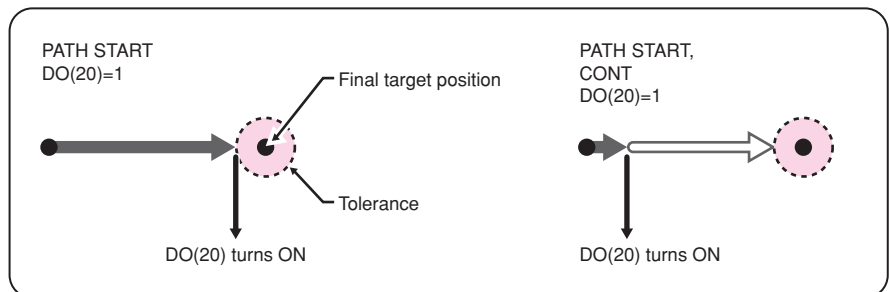 PATH START
DO(20)=1
Final target position
Tolerance
DO(20) turns ON
PATH START,
CONT
DO(20)=1
DO(20) turns ON